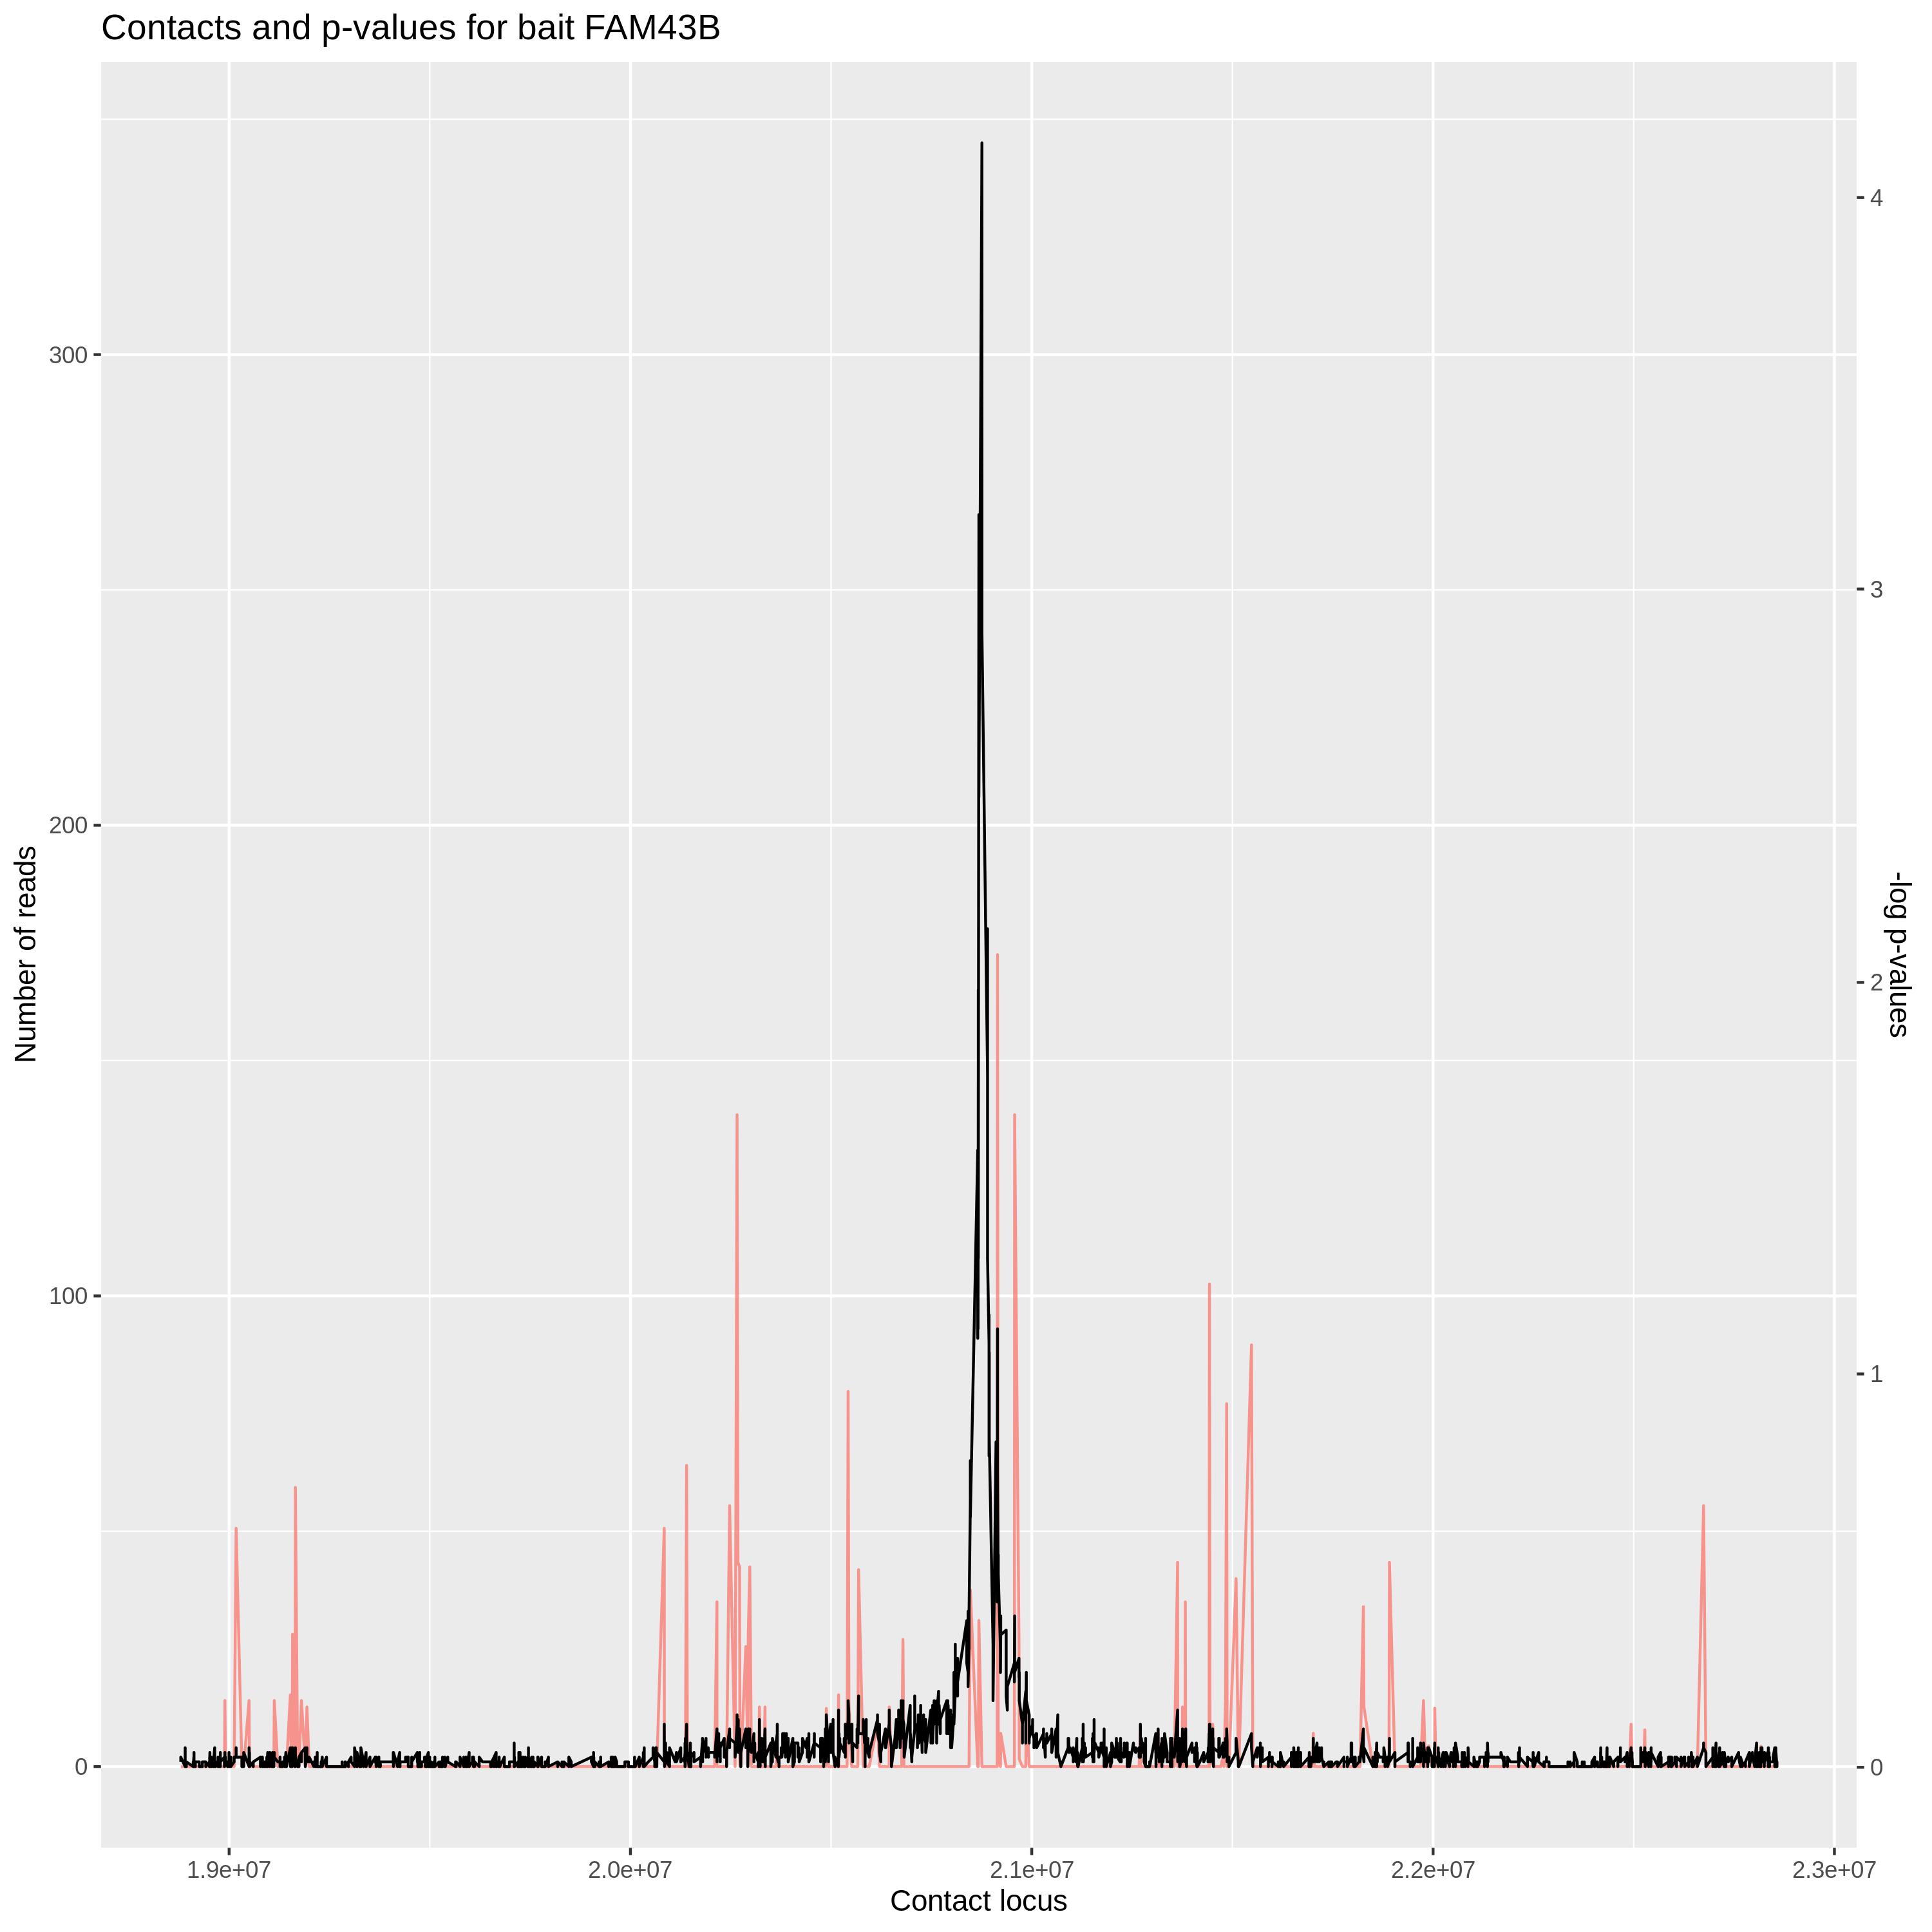 Contacts and p-values for bait FAM43B
Number of reads
300
200
100
0
4
3
2
1
0
-log p-values
1.9e+07 2.0e+07 2.1e+07 2.2e+07 2.3e+07
Contact locus